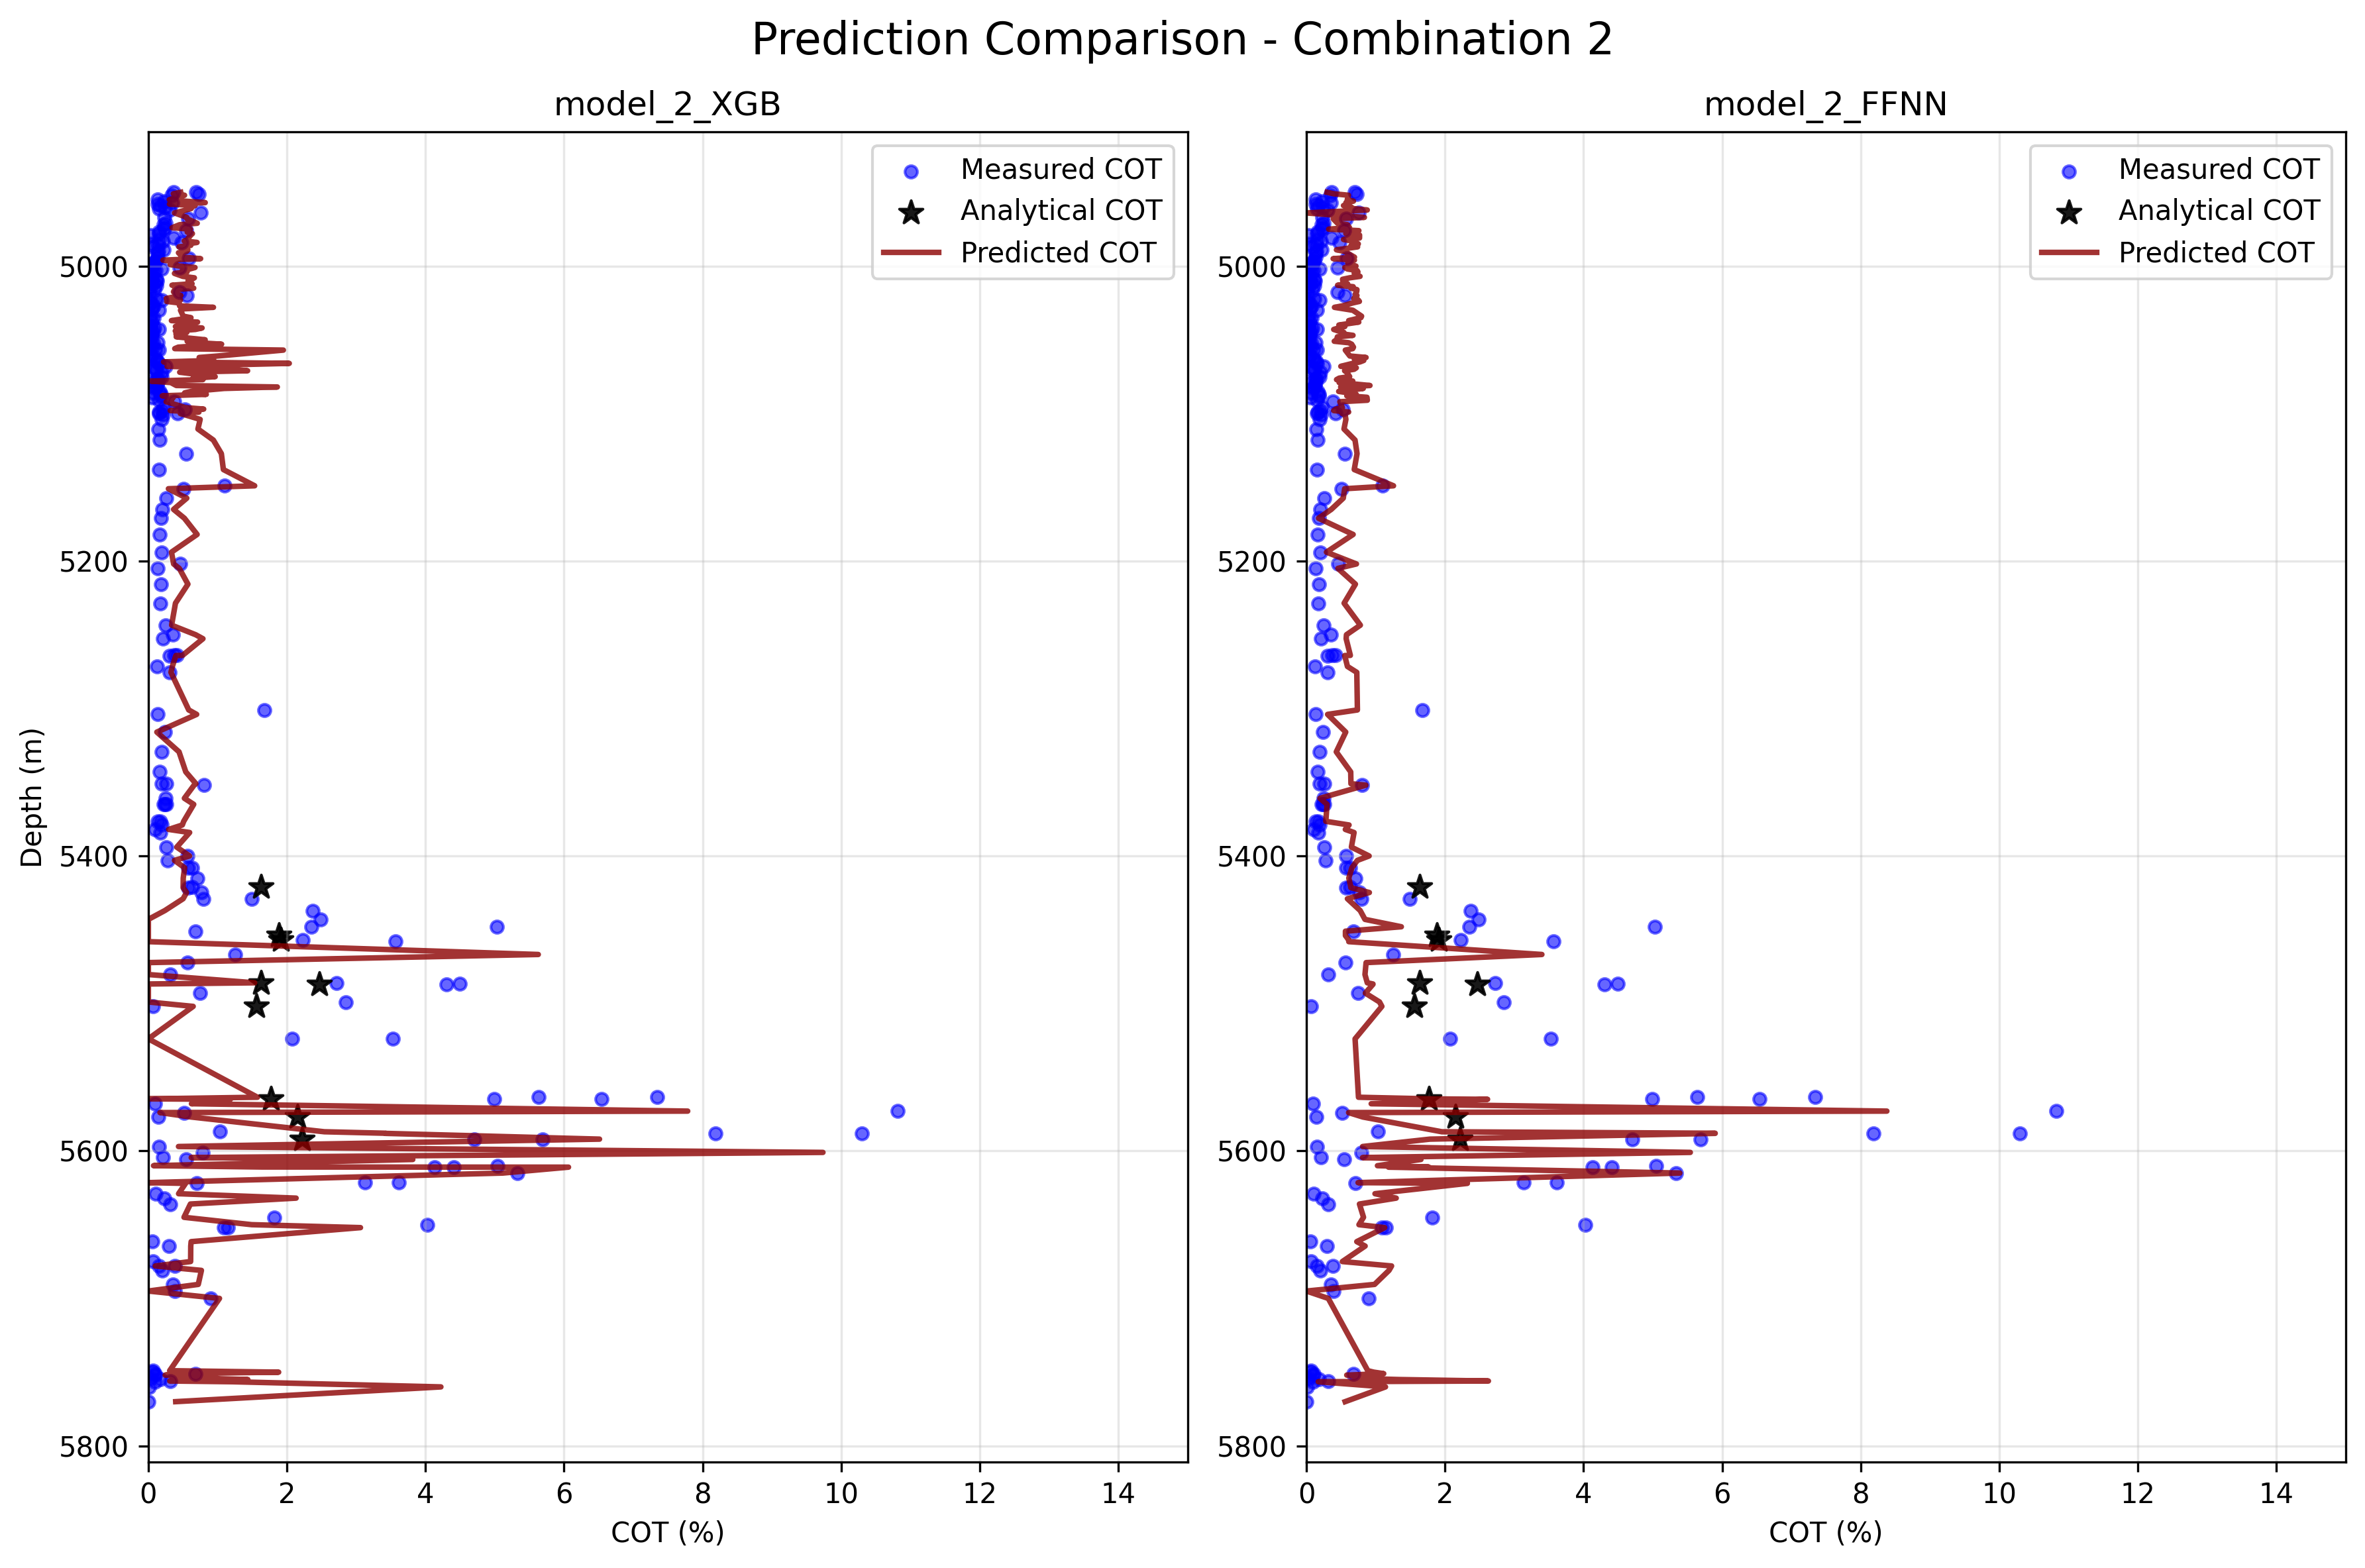 Prediction Comparison - Combination 2
model_2_XGB
Measured COT
Analytical COT
Predicted COT
5000
5200
5400
5600
5800
Depth (m)
0 2 4 6 8 10 12 14
COT (%)
model_2_FFNN
Measured COT
Analytical COT
Predicted COT
5000
5200
5400
5600
5800
0 2 4 6 8 10 12 14
COT (%)